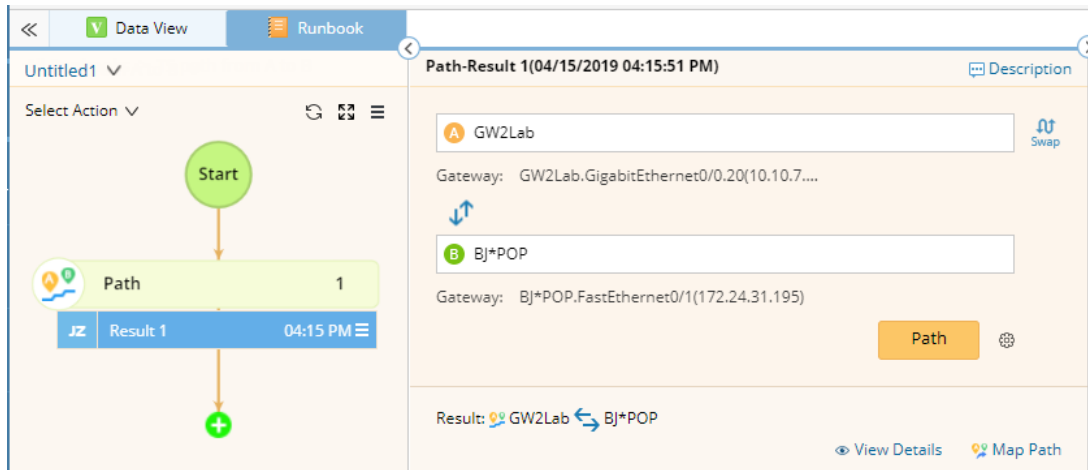 Data View
Runbook
Untitled1
Path-Result 1(04/15/2019 04:15:51 PM)
Description
Select Action
A GW2Lab
Swap
Gateway: GW2Lab.GigabitEthernet0/0.20(10.10.7....
Start
B BJ*POP
Gateway: BJ*POP.FastEthernet0/1(172.24.31.195)
Path 1
JZ Result 1 04:15 PM
Path
Result: GW2Lab BJ*POP
View Details
Map Path